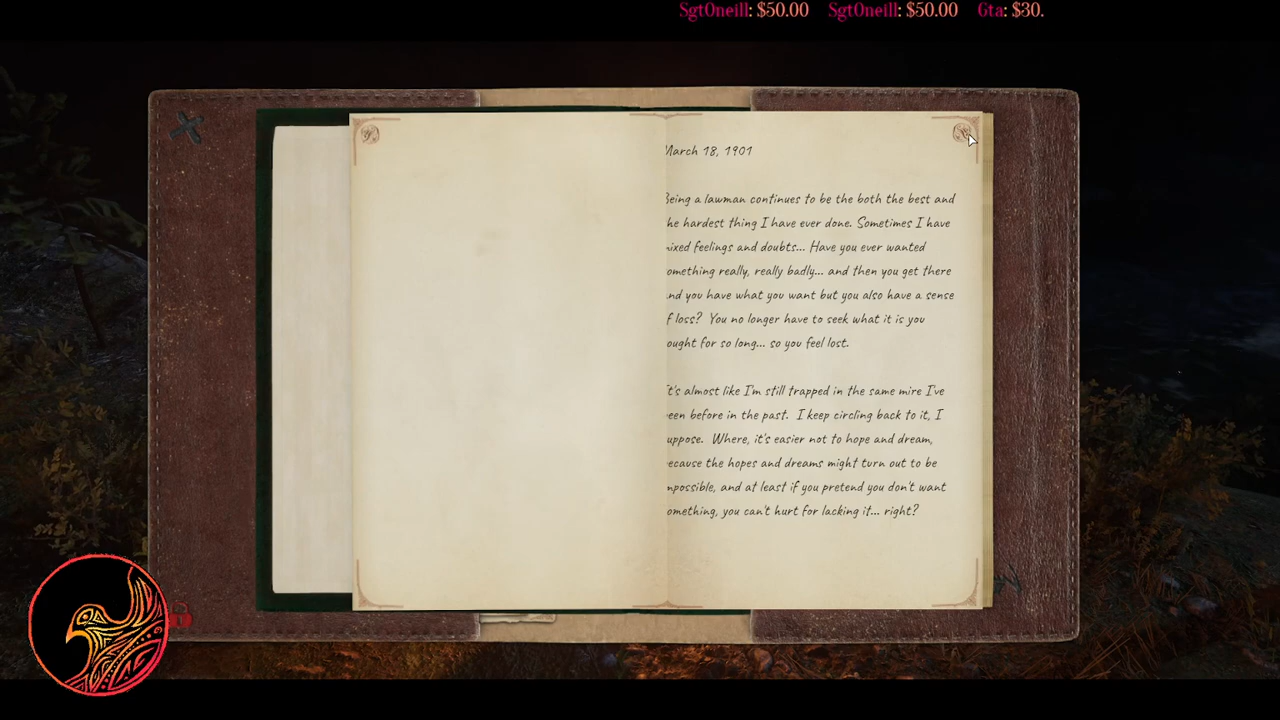 SgtOneill: $50.00 SgtOneill: $50.00 Gta: $30.
March 18, 1901
Being a lawman continues to be the both the best and
he hardest thing I have ever done. Sometimes I have
ixed feelings and doubts... Have you ever wanted
omething really, really badly... and then you get there
nd you have what you want but you also have a sense
f loss? You no longer have to seek what it is you
ought for so long... so you feel lost.
It's almost like I'm still trapped in the same mire I've
een before in the past. I keep circling back to it, I
uppose. Where, it's easier not to hope and dream,
ecause the hopes and dreams might turn out to be
mpossible, and at least if you pretend you don't want
omething, you can't hurt for lacking it... right?